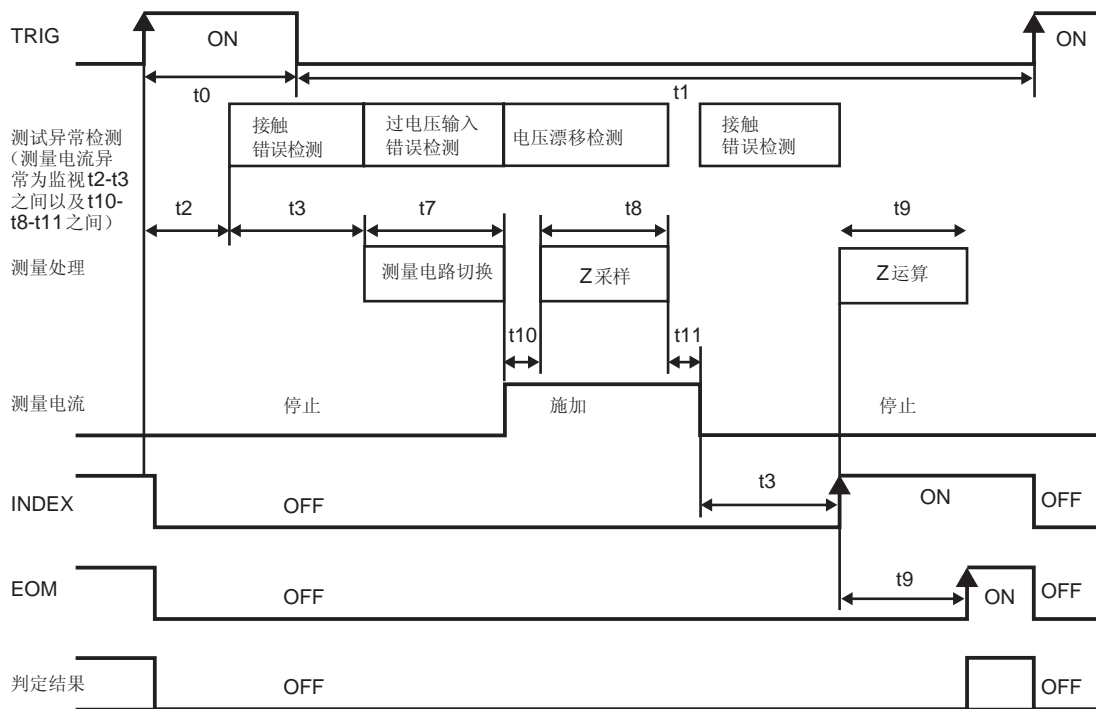 TRIG
ON
ON
t0
t1
测试异常检测
（测量电流异
常为监视t2-t3
之间以及t10-
t8-t11之间）
接触
错误检测
过电压输入
错误检测
电压漂移检测
接触
错误检测
t2
t3
t7
t8
t9
测量处理
测量电路切换
Z采样
Z运算
t10
t11
测量电流
停止
施加
停止
t3
INDEX
OFF
ON
OFF
t9
EOM
OFF
ON
OFF
判定结果
OFF
OFF